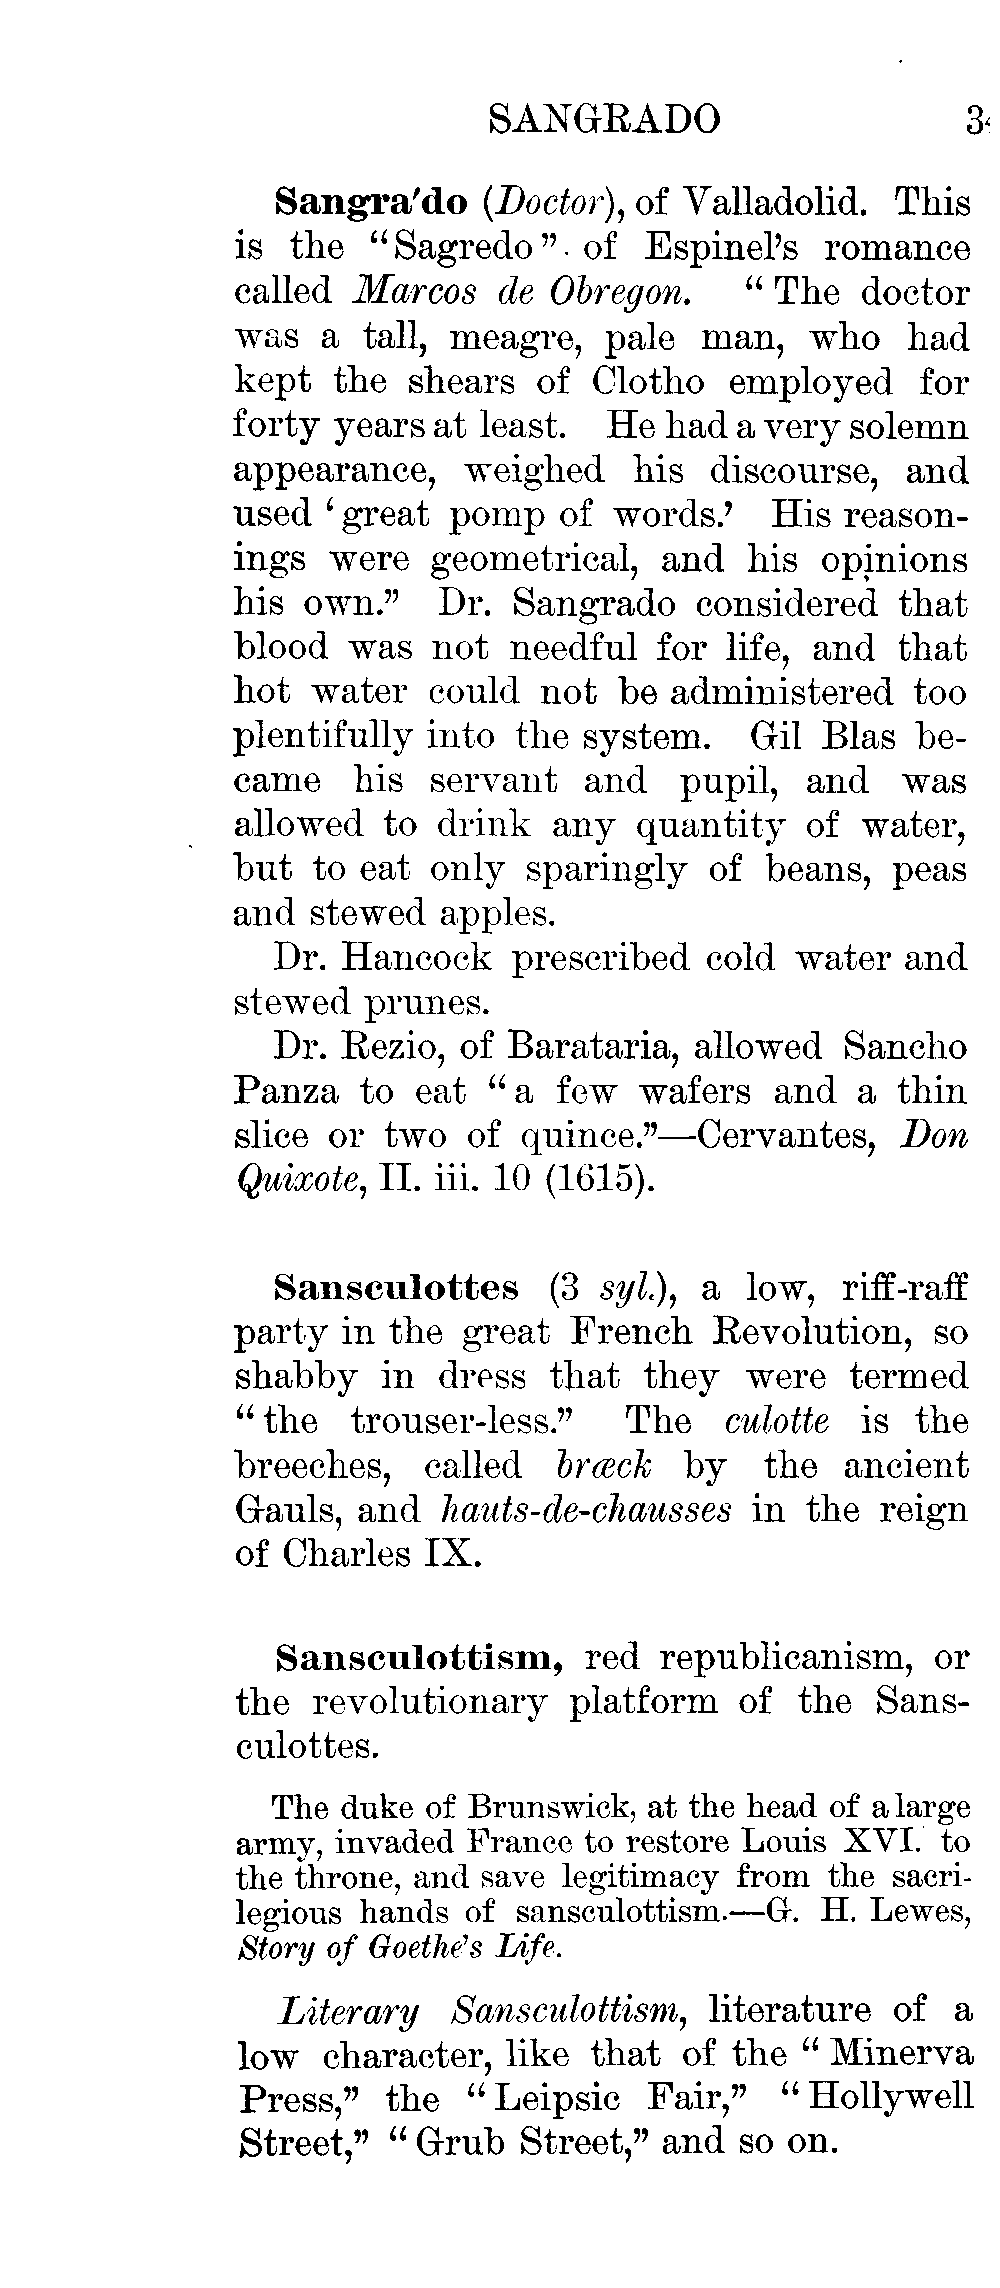 SANGRADO 34
Sangra'do (Doctor), of Valladolid. This
is the "Sagredo" of Espinel's romance
called Marcos de Obregon. "The doctor
was a tall, meagre, pale man, who had
kept the shears of Clotho employed for
forty years at least. He had a very solemn
appearance, weighed his discourse, and
used 'great pomp of words.' His reason-
ings were geometrical, and his opinions
his own." Dr. Sangrado considered that
blood was not needful for life, and that
hot water could not be administered too
plentifully into the system. Gil Blas be-
came his servant and pupil, and was
allowed to drink any quantity of water,
but to eat only sparingly of beans, peas
and stewed apples.
Dr. Hancock prescribed cold water and
stewed prunes.
Dr. Rezio, of Barataria, allowed Sancho
Panza to eat "a few wafers and a thin
slice or two of quince."—Cervantes, Don
Quixote, II. iii. 10 (1615).
Sansculottes (3 syl.), a low, riff-raff
party in the great French Revolution, so
shabby in dress that they were termed
"the trouser-less." The culotte is the
breeches, called bræck by the ancient
Gauls, and hauts-de-chausses in the reign
of Charles IX.
Sansculottism, red republicanism, or
the revolutionary platform of the Sans-
culottes.
The duke of Brunswick, at the head of a large
army, invaded France to restore Louis XVI. to
the throne, and save legitimacy from the sacri-
legious hands of sansculottism.—G. H. Lewes,
Story of Goethe's Life.
Literary Sansculottism, literature of a
low character, like that of the "Minerva
Press," the "Leipsic Fair," "Hollywell
Street," "Grub Street," and so on.